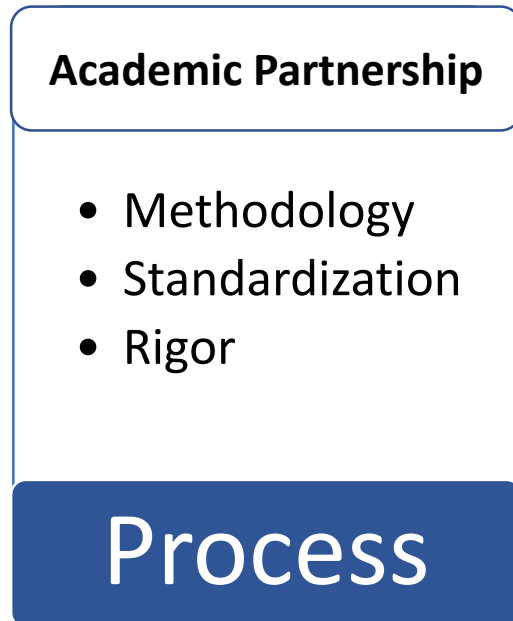 Academic Partnership
• Methodology
• Standardization
• Rigor
Process